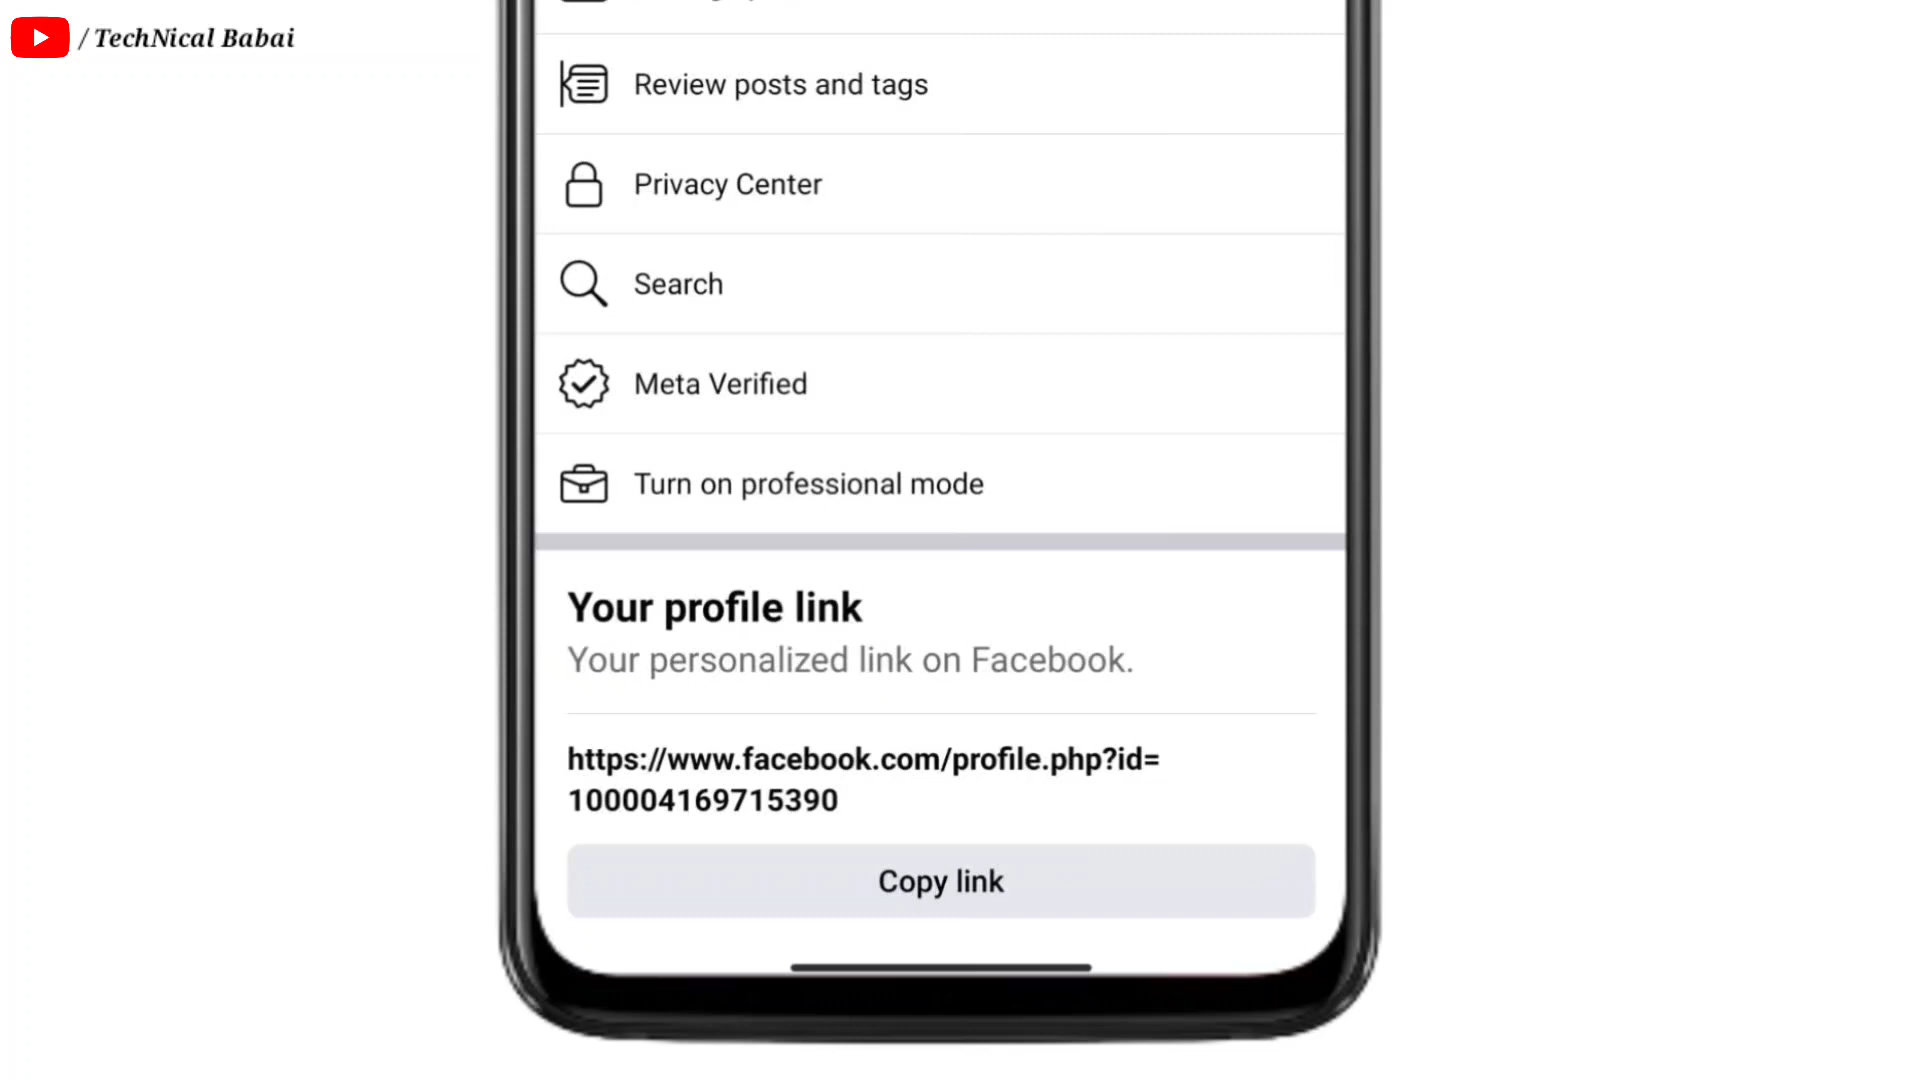 / TechNical Babai
Review posts and tags
Privacy Center
Search
Meta Verified
Turn on professional mode
Your profile link
Your personalized link on Facebook.
https://www.facebook.com/profile.php?id=
100004169715390
Copy link